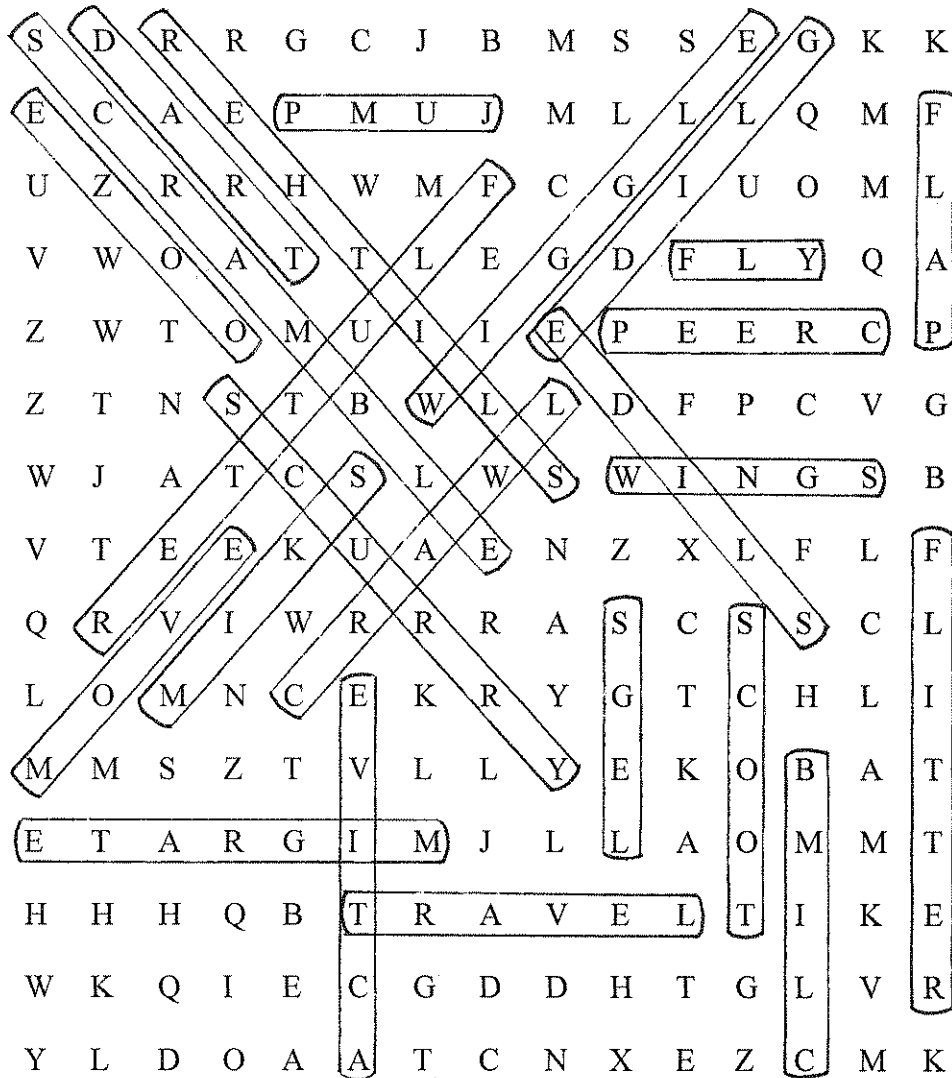 S D R R G C J B M S S E G K K
E C A E P M U J M L L L Q M F
U Z R R H W M F C G I U O M L
V W O A T T L E G D F L Y Q A
Z W T O M U I I E P E E R C P
Z T N S T B W L L D F P C V G
W J A T C S L W S W I N G S B
V T E E K U A E N Z X L F L F
Q R V I W R R R A S C S S C L
L O M N C E K R Y G T C H L I
M M S Z T V L L Y E K O B A T
E T A R G I M J L L A O M M T
H H H Q B T R A V E L T I K E
W K Q I E C G D D H T G L V R
Y L D O A A T C N X E Z C M K